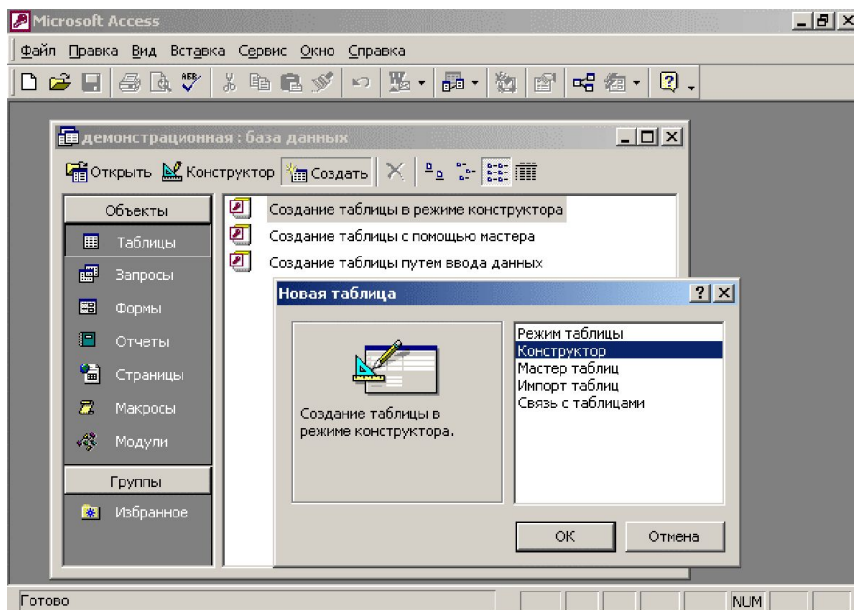 Microsoft Access
Файл Правка Вид Вставка Сервис Окно Справка
демонстрационная : база данных
Открыть Конструктор Создать
Объекты
Таблицы
Запросы
Формы
Отчеты
Страницы
Макросы
Модули
Группы
Избранное
Создание таблицы в режиме конструктора
Создание таблицы с помощью мастера
Создание таблицы путем ввода данных
Новая таблица
Создание таблицы в
режиме конструктора.
Режим таблицы
Конструктор
Мастер таблиц
Импорт таблиц
Связь с таблицами
ОК Отмена
Готово NUM